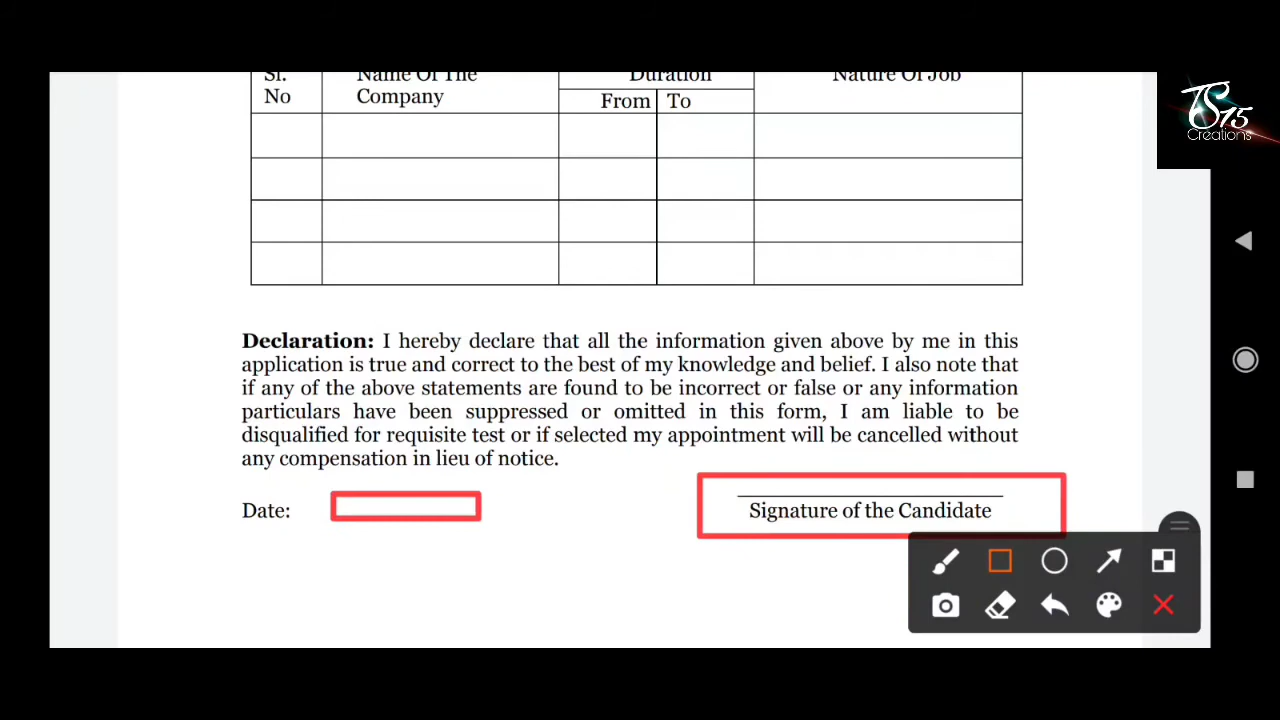 Sl. Name Of The Duration Nature Of Job
No Company
From To
Declaration: I hereby declare that all the information given above by me in this
application is true and correct to the best of my knowledge and belief. I also note that
if any of the above statements are found to be incorrect or false or any information
particulars have been suppressed or omitted in this form, I am liable to be
disqualified for requisite test or if selected my appointment will be cancelled without
any compensation in lieu of notice.
Date:
Signature of the Candidate
TS15
Creations